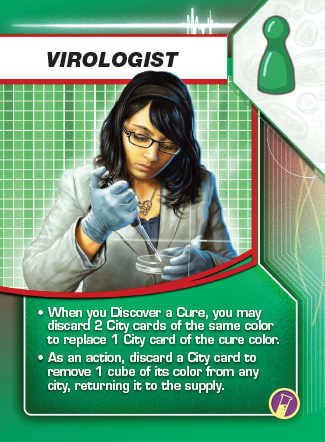 VIROLOGIST
• When you Discover a Cure, you may
discard 2 City cards of the same color
to replace 1 City card of the cure color.
• As an action, discard a City card to
remove 1 cube of its color from any
city, returning it to the supply.